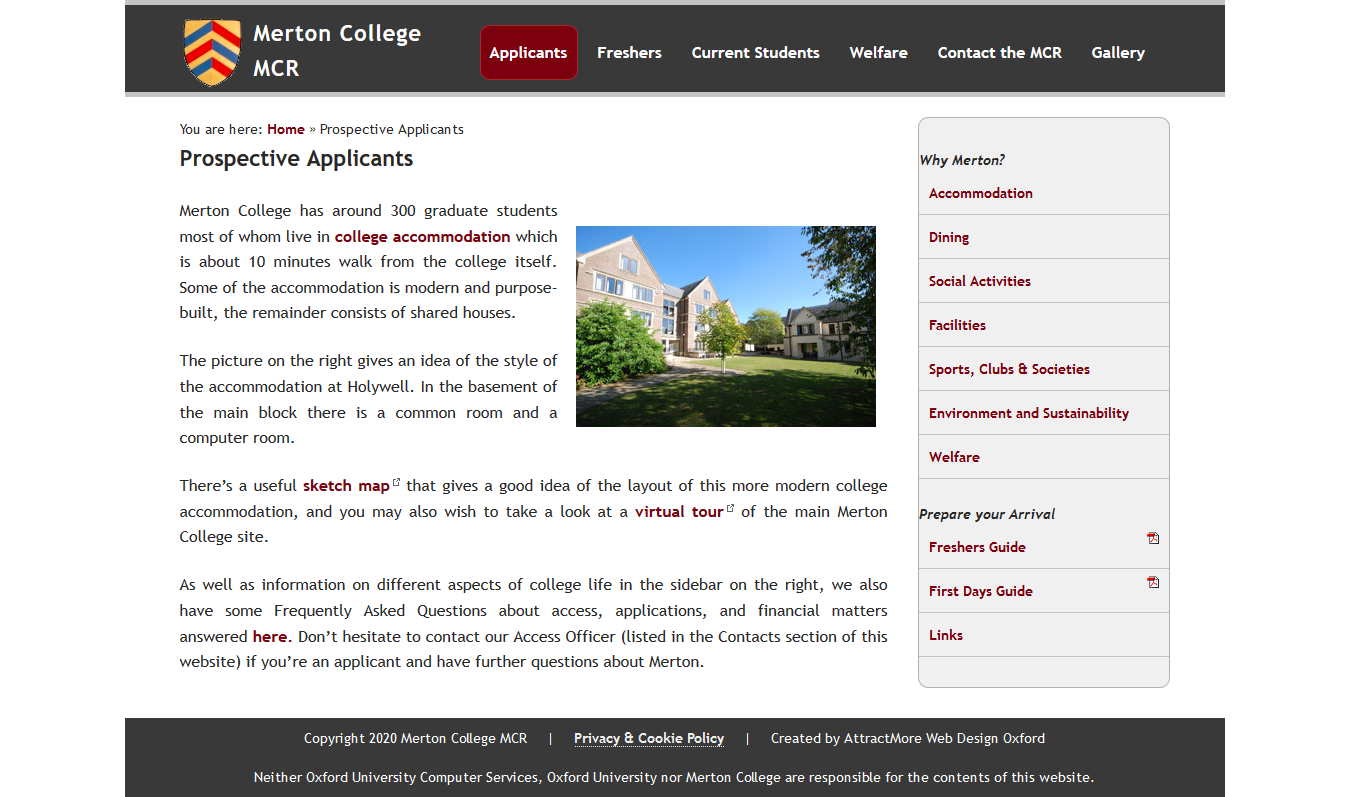 Merton College
MCR
Applicants
Freshers
Current Students
Welfare
Contact the MCR
Gallery
You are here: Home » Prospective Applicants
Prospective Applicants
Merton College has around 300 graduate students
most of whom live in college accommodation which
is about 10 minutes walk from the college itself.
Some of the accommodation is modern and purpose-
built, the remainder consists of shared houses.
The picture on the right gives an idea of the style of
the accommodation at Holywell. In the basement of
the main block there is a common room and a
computer room.
There’s a useful sketch map that gives a good idea of the layout of this more modern college
accommodation, and you may also wish to take a look at a virtual tour of the main Merton
College site.
As well as information on different aspects of college life in the sidebar on the right, we also
have some Frequently Asked Questions about access, applications, and financial matters
answered here. Don’t hesitate to contact our Access Officer (listed in the Contacts section of this
website) if you’re an applicant and have further questions about Merton.
Why Merton?
Accommodation
Dining
Social Activities
Facilities
Sports, Clubs & Societies
Environment and Sustainability
Welfare
Prepare your Arrival
Freshers Guide
First Days Guide
Links
Copyright 2020 Merton College MCR | Privacy & Cookie Policy | Created by AttractMore Web Design Oxford
Neither Oxford University Computer Services, Oxford University nor Merton College are responsible for the contents of this website.